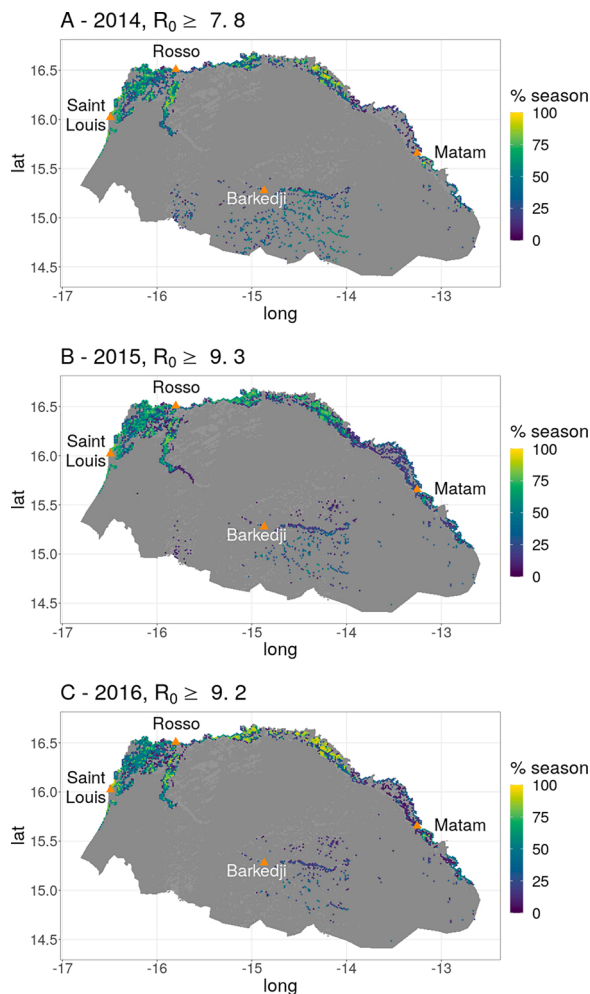 A - 2014, R0 ≥ 7. 8
Rosso
Saint
Louis
Matam
Barkedji
16.5
16.0
15.5
15.0
14.5
lat
-17 -16 -15 -14 -13
long
% season
100
75
50
25
0
B - 2015, R0 ≥ 9. 3
Rosso
Saint
Louis
Matam
Barkedji
16.5
16.0
15.5
15.0
14.5
lat
-17 -16 -15 -14 -13
long
% season
100
75
50
25
0
C - 2016, R0 ≥ 9. 2
Rosso
Saint
Louis
Matam
Barkedji
16.5
16.0
15.5
15.0
14.5
lat
-17 -16 -15 -14 -13
long
% season
100
75
50
25
0